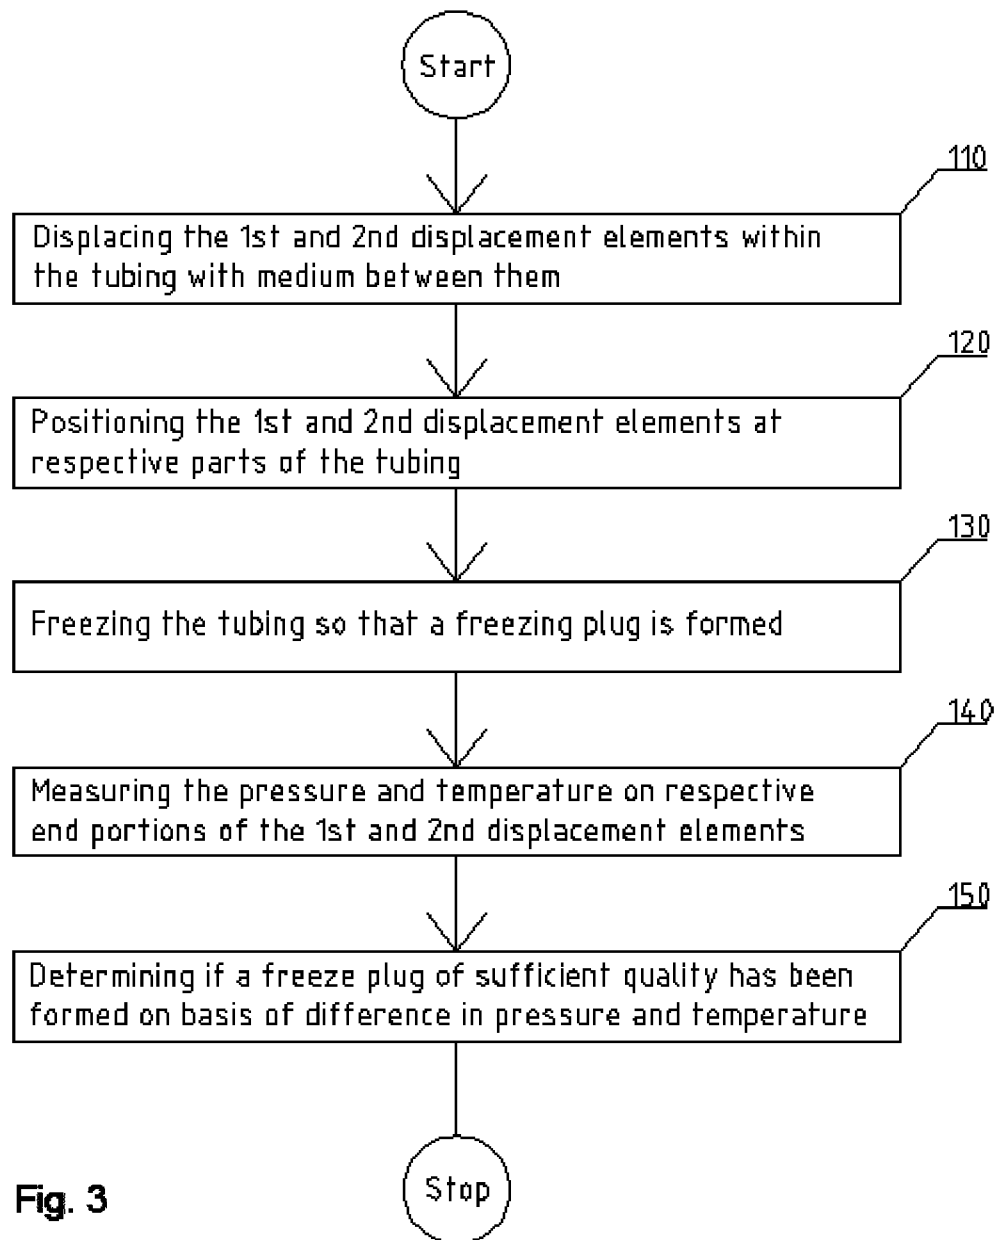 Start
110
Displacing the 1st and 2nd displacement elements within
the tubing with medium between them
120
Positioning the 1st and 2nd displacement elements at
respective parts of the tubing
130
Freezing the tubing so that a freezing plug is formed
140
Measuring the pressure and temperature on respective
end portions of the 1st and 2nd displacement elements
150
Determining if a freeze plug of sufficient quality has been
formed on basis of difference in pressure and temperature
Stop
Fig. 3